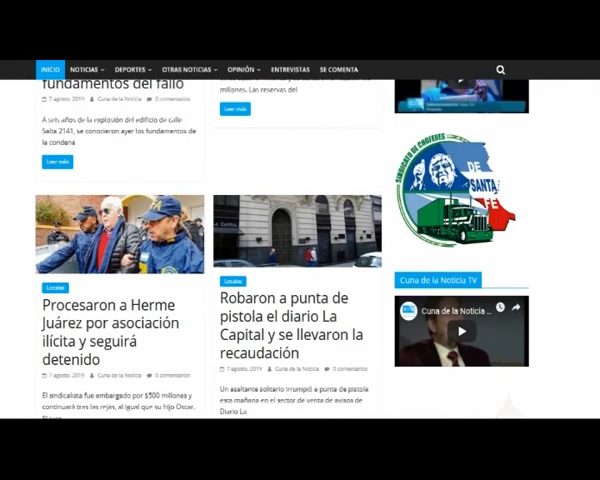 INICIO NOTICIAS DEPORTES OTRAS NOTICIAS OPINIÓN ENTREVISTAS SE COMENTA
fundamentos del fallo
7 agosto, 2019 Cuna de la Noticia 0 comentarios
A seis años de la explosión del edificio de calle
Salta 2141, se conocieron ayer los fundamentos de
la condena
Leer más
millones. Las reservas del
Leer más
SINDICATO DE CHOFERES
DE
SANTA
FE
Locales
Procesaron a Herme
Juárez por asociación
ilícita y seguirá
detenido
7 agosto, 2019 Cuna de la Noticia 0 comentarios
El sindicalista fue embargado por $500 millones y
continuará tras las rejas, al igual que su hijo Oscar.
LA CAPITAL
Locales
Robaron a punta de
pistola el diario La
Capital y se llevaron la
recaudación
7 agosto, 2019 Cuna de la Noticia 0 comentarios
Un asaltante solitario irrumpió a punta de pistola
esta mañana en el sector de venta de avisos de
Diario La
Cuna de la Noticia TV
Cuna de la Noticia ...